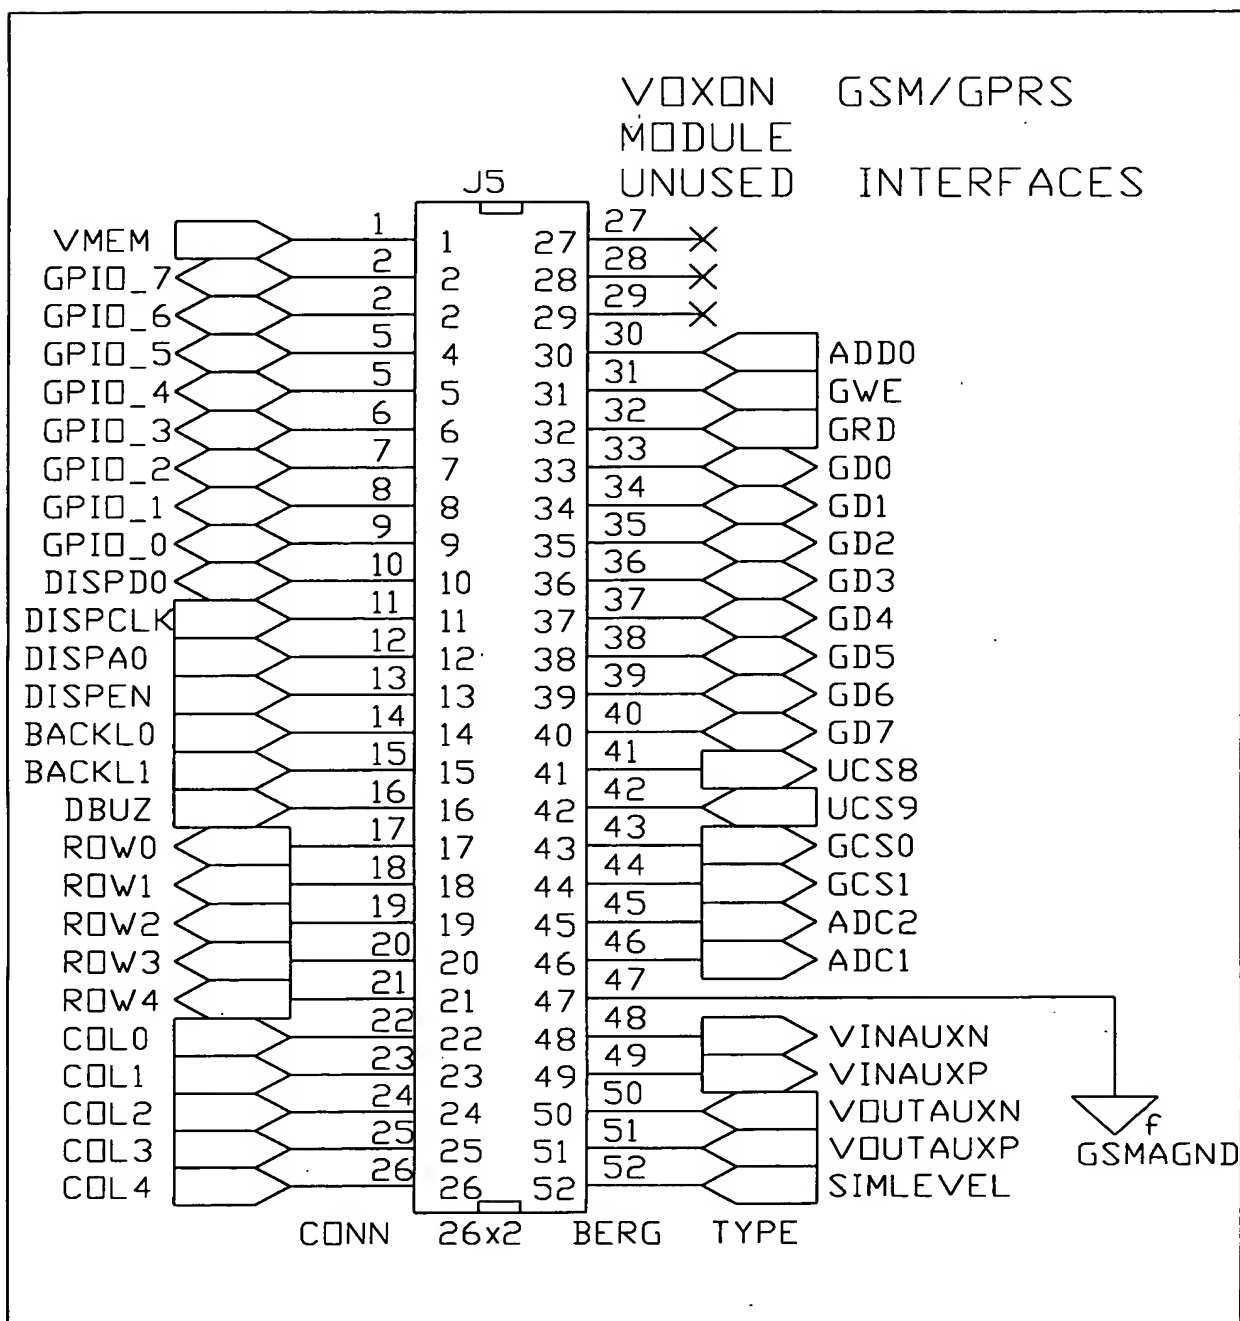 VOXON GSM/GPRS
MODULE
UNUSED INTERFACES
J5
VMEM 1 1 27 27
GPIO_7 2 2 28 28
GPIO_6 2 2 29 29
GPIO_5 5 4 30 30 ADD0
GPIO_4 5 5 31 31 GWE
GPIO_3 6 6 32 32 GRD
GPIO_2 7 7 33 33 GD0
GPIO_1 8 8 34 34 GD1
GPIO_0 9 9 35 35 GD2
DISPD0 10 10 36 36 GD3
DISPCLK 11 11 37 37 GD4
DISPA0 12 12 38 38 GD5
DISPEN 13 13 39 39 GD6
BACKL0 14 14 40 40 GD7
BACKL1 15 15 41 41 UCS8
DBUZ 16 16 42 42 UCS9
ROW0 17 17 43 43 GCS0
ROW1 18 18 44 44 GCS1
ROW2 19 19 45 45 ADC2
ROW3 20 20 46 46 ADC1
ROW4 21 21 47 47
COL0 22 22 48 48 VINAUXN
COL1 23 23 49 49 VINAUXP
COL2 24 24 50 50 VOUTAUXN
f
COL3 25 25 51 51 VOUTAUXP GSMAGND
COL4 26 26 52 52 SIMLEVEL
CONN 26x2 BERG TYPE